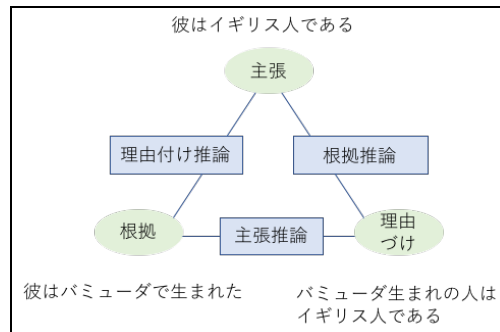 彼はイギリス人である
主張
理由付け推論
根拠推論
根拠
主張推論
理由
づけ
彼はバミューダで生まれた
バミューダ生まれの人は
イギリス人である